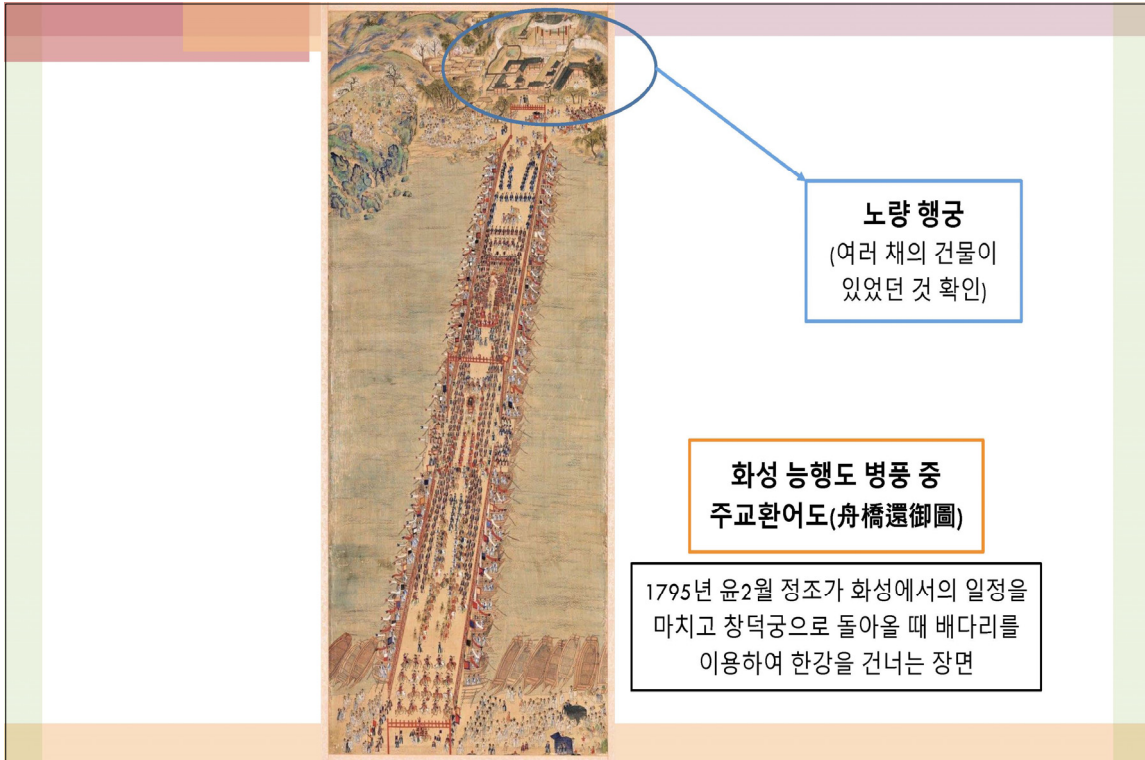 노량 행궁
(여러 채의 건물이
있었던 것 확인)
화성 능행도 병풍 중
주교환어도(舟橋還御圖)
1795년 윤2월 정조가 화성에서의 일정을
마치고 창덕궁으로 돌아올 때 배다리를
이용하여 한강을 건너는 장면